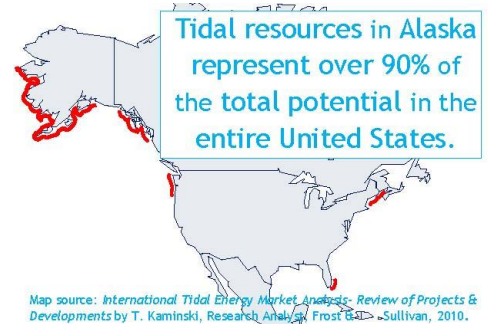 Tidal resources in Alaska
represent over 90% of
the total potential in the
entire United States.
Map source: International Tidal Energy Market Analysis- Review of Projects &
Developments by T. Kaminski, Research Analyst, Frost & Sullivan, 2010.